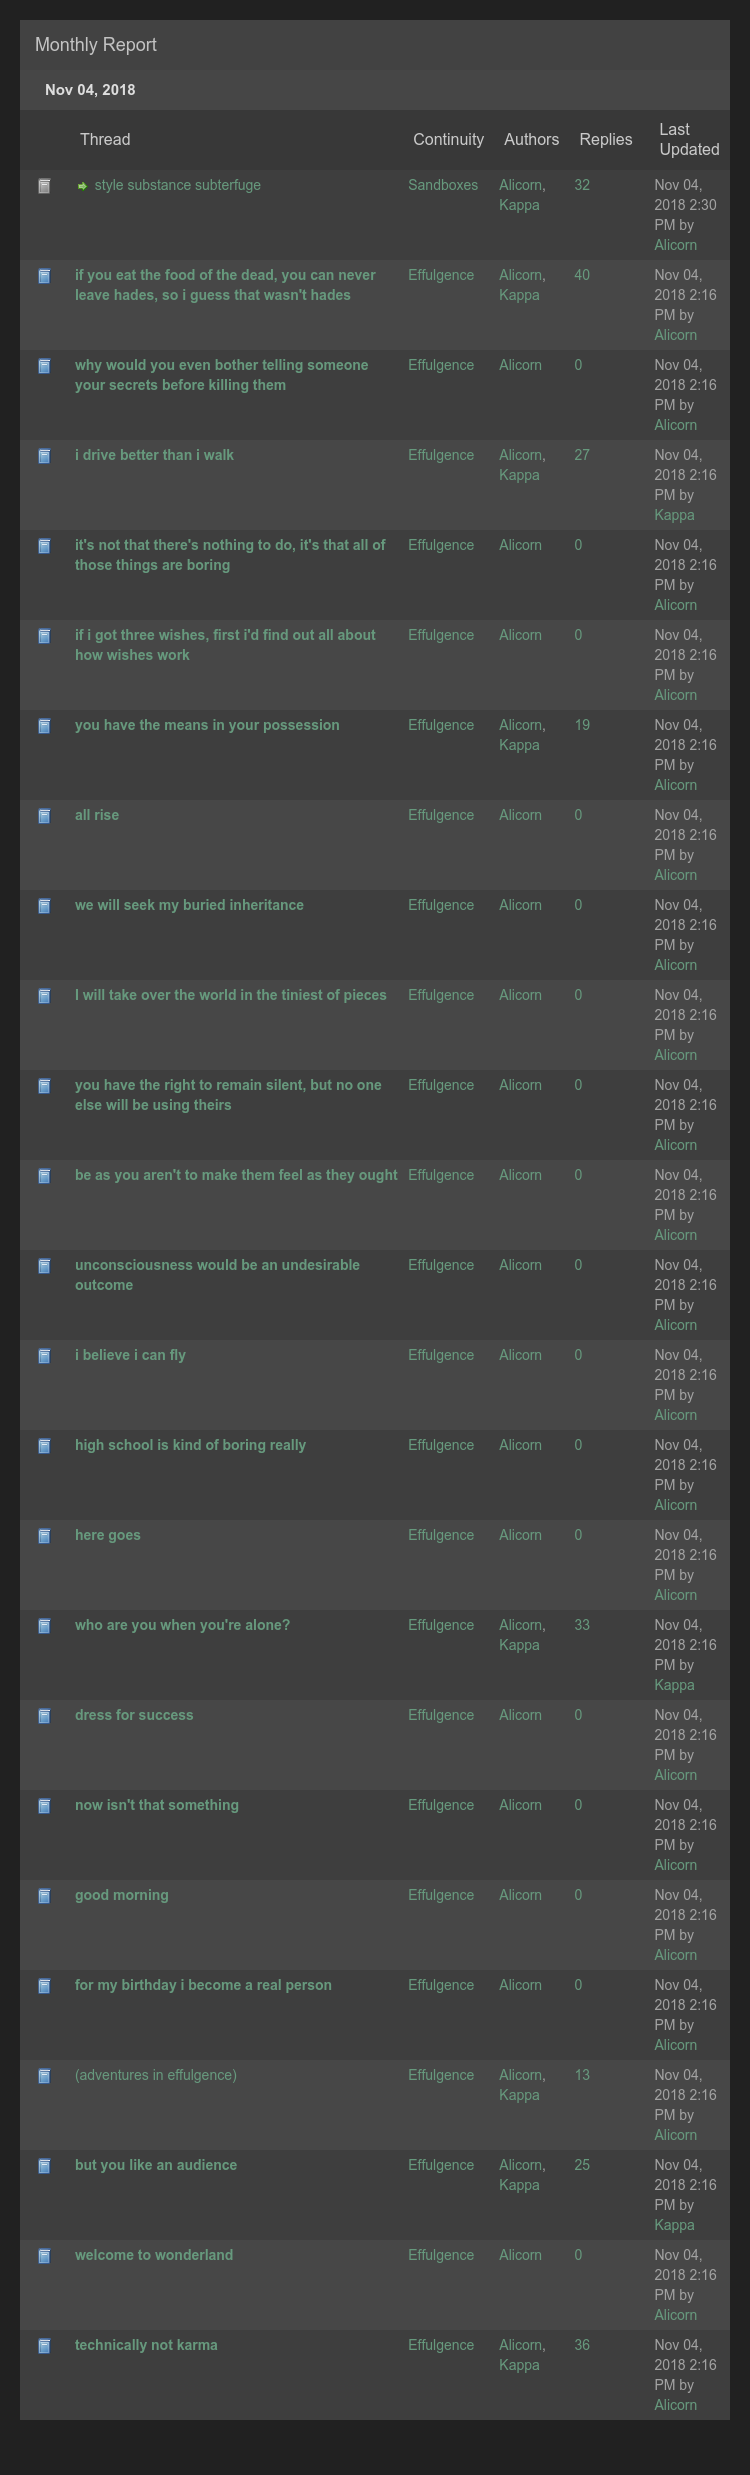 Monthly Report
Nov 04, 2018
Thread Continuity Authors Replies Last
Updated
style substance subterfuge Sandboxes Alicorn, 32 Nov 04,
Kappa 2018 2:30
PM by
Alicorn
if you eat the food of the dead, you can never Effulgence Alicorn, 40 Nov 04,
leave hades, so i guess that wasn't hades Kappa 2018 2:16
PM by
Alicorn
why would you even bother telling someone Effulgence Alicorn 0 Nov 04,
your secrets before killing them 2018 2:16
PM by
Alicorn
i drive better than i walk Effulgence Alicorn, 27 Nov 04,
Kappa 2018 2:16
PM by
Kappa
it's not that there's nothing to do, it's that all of Effulgence Alicorn 0 Nov 04,
those things are boring 2018 2:16
PM by
Alicorn
if i got three wishes, first i'd find out all about Effulgence Alicorn 0 Nov 04,
how wishes work 2018 2:16
PM by
Alicorn
you have the means in your possession Effulgence Alicorn, 19 Nov 04,
Kappa 2018 2:16
PM by
Alicorn
all rise Effulgence Alicorn 0 Nov 04,
2018 2:16
PM by
Alicorn
we will seek my buried inheritance Effulgence Alicorn 0 Nov 04,
2018 2:16
PM by
Alicorn
I will take over the world in the tiniest of pieces Effulgence Alicorn 0 Nov 04,
2018 2:16
PM by
Alicorn
you have the right to remain silent, but no one Effulgence Alicorn 0 Nov 04,
else will be using theirs 2018 2:16
PM by
Alicorn
be as you aren't to make them feel as they ought Effulgence Alicorn 0 Nov 04,
2018 2:16
PM by
Alicorn
unconsciousness would be an undesirable Effulgence Alicorn 0 Nov 04,
outcome 2018 2:16
PM by
Alicorn
i believe i can fly Effulgence Alicorn 0 Nov 04,
2018 2:16
PM by
Alicorn
high school is kind of boring really Effulgence Alicorn 0 Nov 04,
2018 2:16
PM by
Alicorn
here goes Effulgence Alicorn 0 Nov 04,
2018 2:16
PM by
Alicorn
who are you when you're alone? Effulgence Alicorn, 33 Nov 04,
Kappa 2018 2:16
PM by
Kappa
dress for success Effulgence Alicorn 0 Nov 04,
2018 2:16
PM by
Alicorn
now isn't that something Effulgence Alicorn 0 Nov 04,
2018 2:16
PM by
Alicorn
good morning Effulgence Alicorn 0 Nov 04,
2018 2:16
PM by
Alicorn
for my birthday i become a real person Effulgence Alicorn 0 Nov 04,
2018 2:16
PM by
Alicorn
(adventures in effulgence) Effulgence Alicorn, 13 Nov 04,
Kappa 2018 2:16
PM by
Alicorn
but you like an audience Effulgence Alicorn, 25 Nov 04,
Kappa 2018 2:16
PM by
Kappa
welcome to wonderland Effulgence Alicorn 0 Nov 04,
2018 2:16
PM by
Alicorn
technically not karma Effulgence Alicorn, 36 Nov 04,
Kappa 2018 2:16
PM by
Alicorn